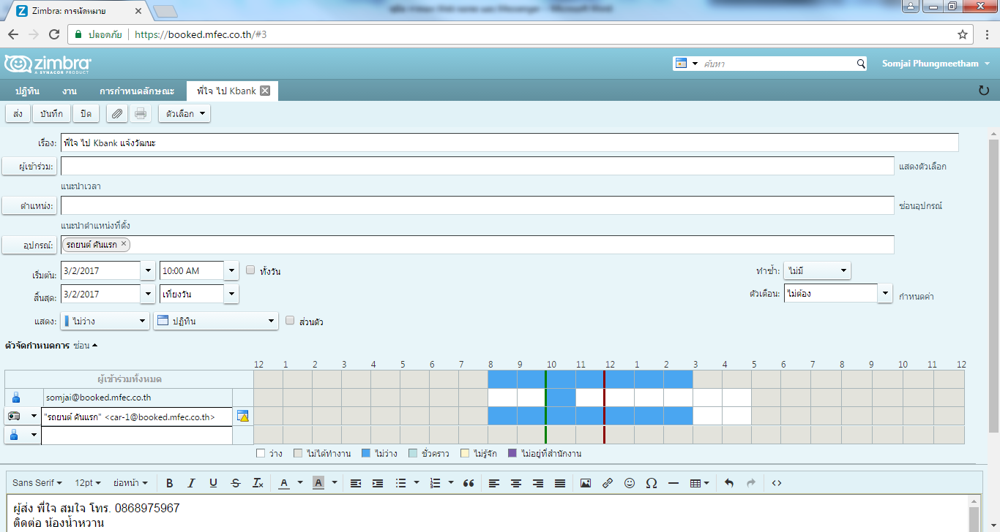 Zimbra: การนัดหมาย
ปลอดภัย https://booked.mfec.co.th/#3
zimbra
A SYNACOR PRODUCT
ค้นหา
Somjai Phungmeetham
ปฏิทิน งาน การกำหนดลักษณะ พี่ใจ ไป Kbank
ส่ง บันทึก ปิด ตัวเลือก
เรื่อง: พี่ใจ ไป Kbank แจ้งวัฒนะ
ผู้เข้าร่วม: แสดงตัวเลือก
แนะนำเวลา
ตำแหน่ง: ซ่อนอุปกรณ์
แนะนำตำแหน่งที่ตั้ง
อุปกรณ์: รถยนต์ คันแรก
เริ่มต้น: 3/2/2017 10:00 AM ทั้งวัน ทำซ้ำ: ไม่มี
สิ้นสุด: 3/2/2017 เที่ยงวัน ตัวเตือน: ไม่ต้อง กำหนดค่า
แสดง: ไม่ว่าง ปฏิทิน ส่วนตัว
ตัวจัดกำหนดการ ซ่อน
12 1 2 3 4 5 6 7 8 9 10 11 12 1 2 3 4 5 6 7 8 9 10 11 12
ผู้เข้าร่วมทั้งหมด
somjai@booked.mfec.co.th
"รถยนต์ คันแรก" <car-1@booked.mfec.co.th>
ว่าง ไม่ได้ทำงาน ไม่ว่าง ชั่วคราว ไม่รู้จัก ไม่อยู่ที่สำนักงาน
Sans Serif 12pt ย่อหน้า B I U S Tx A A
ผู้ส่ง พี่ใจ สมใจ โทร. 0868975967
ติดต่อ น้องน้ำหวาน